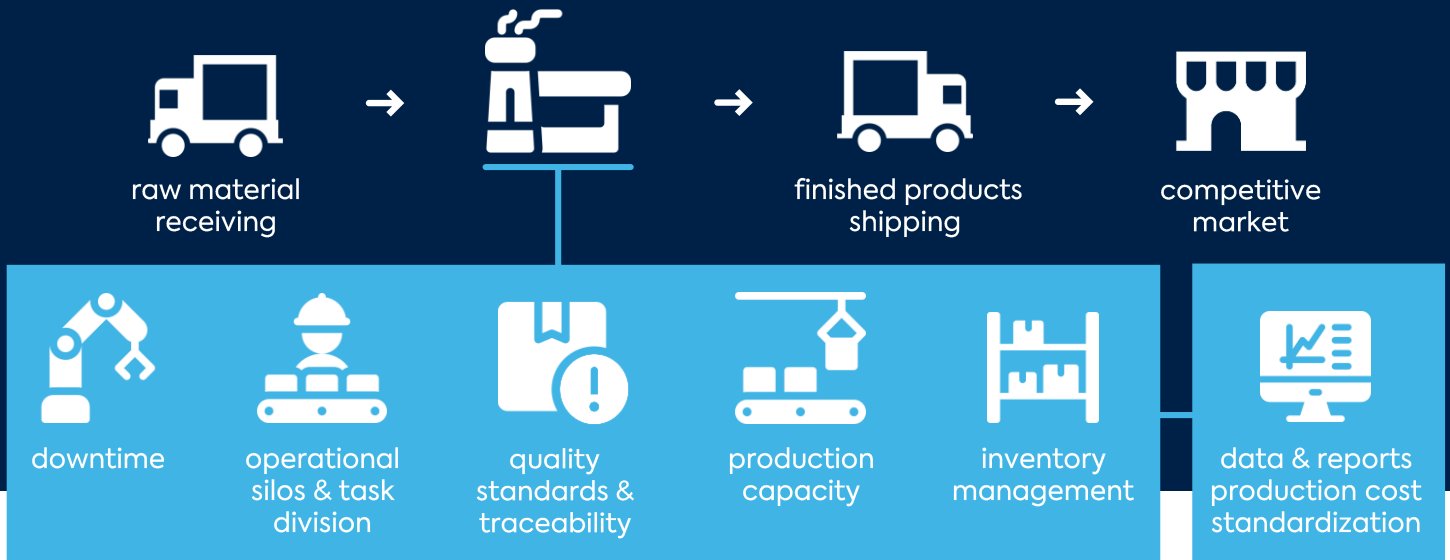 raw material
receiving
finished products
shipping
competitive
market
downtime
operational
silos & task
division
quality
standards &
traceability
production
capacity
inventory
management
data & reports
production cost
standardization